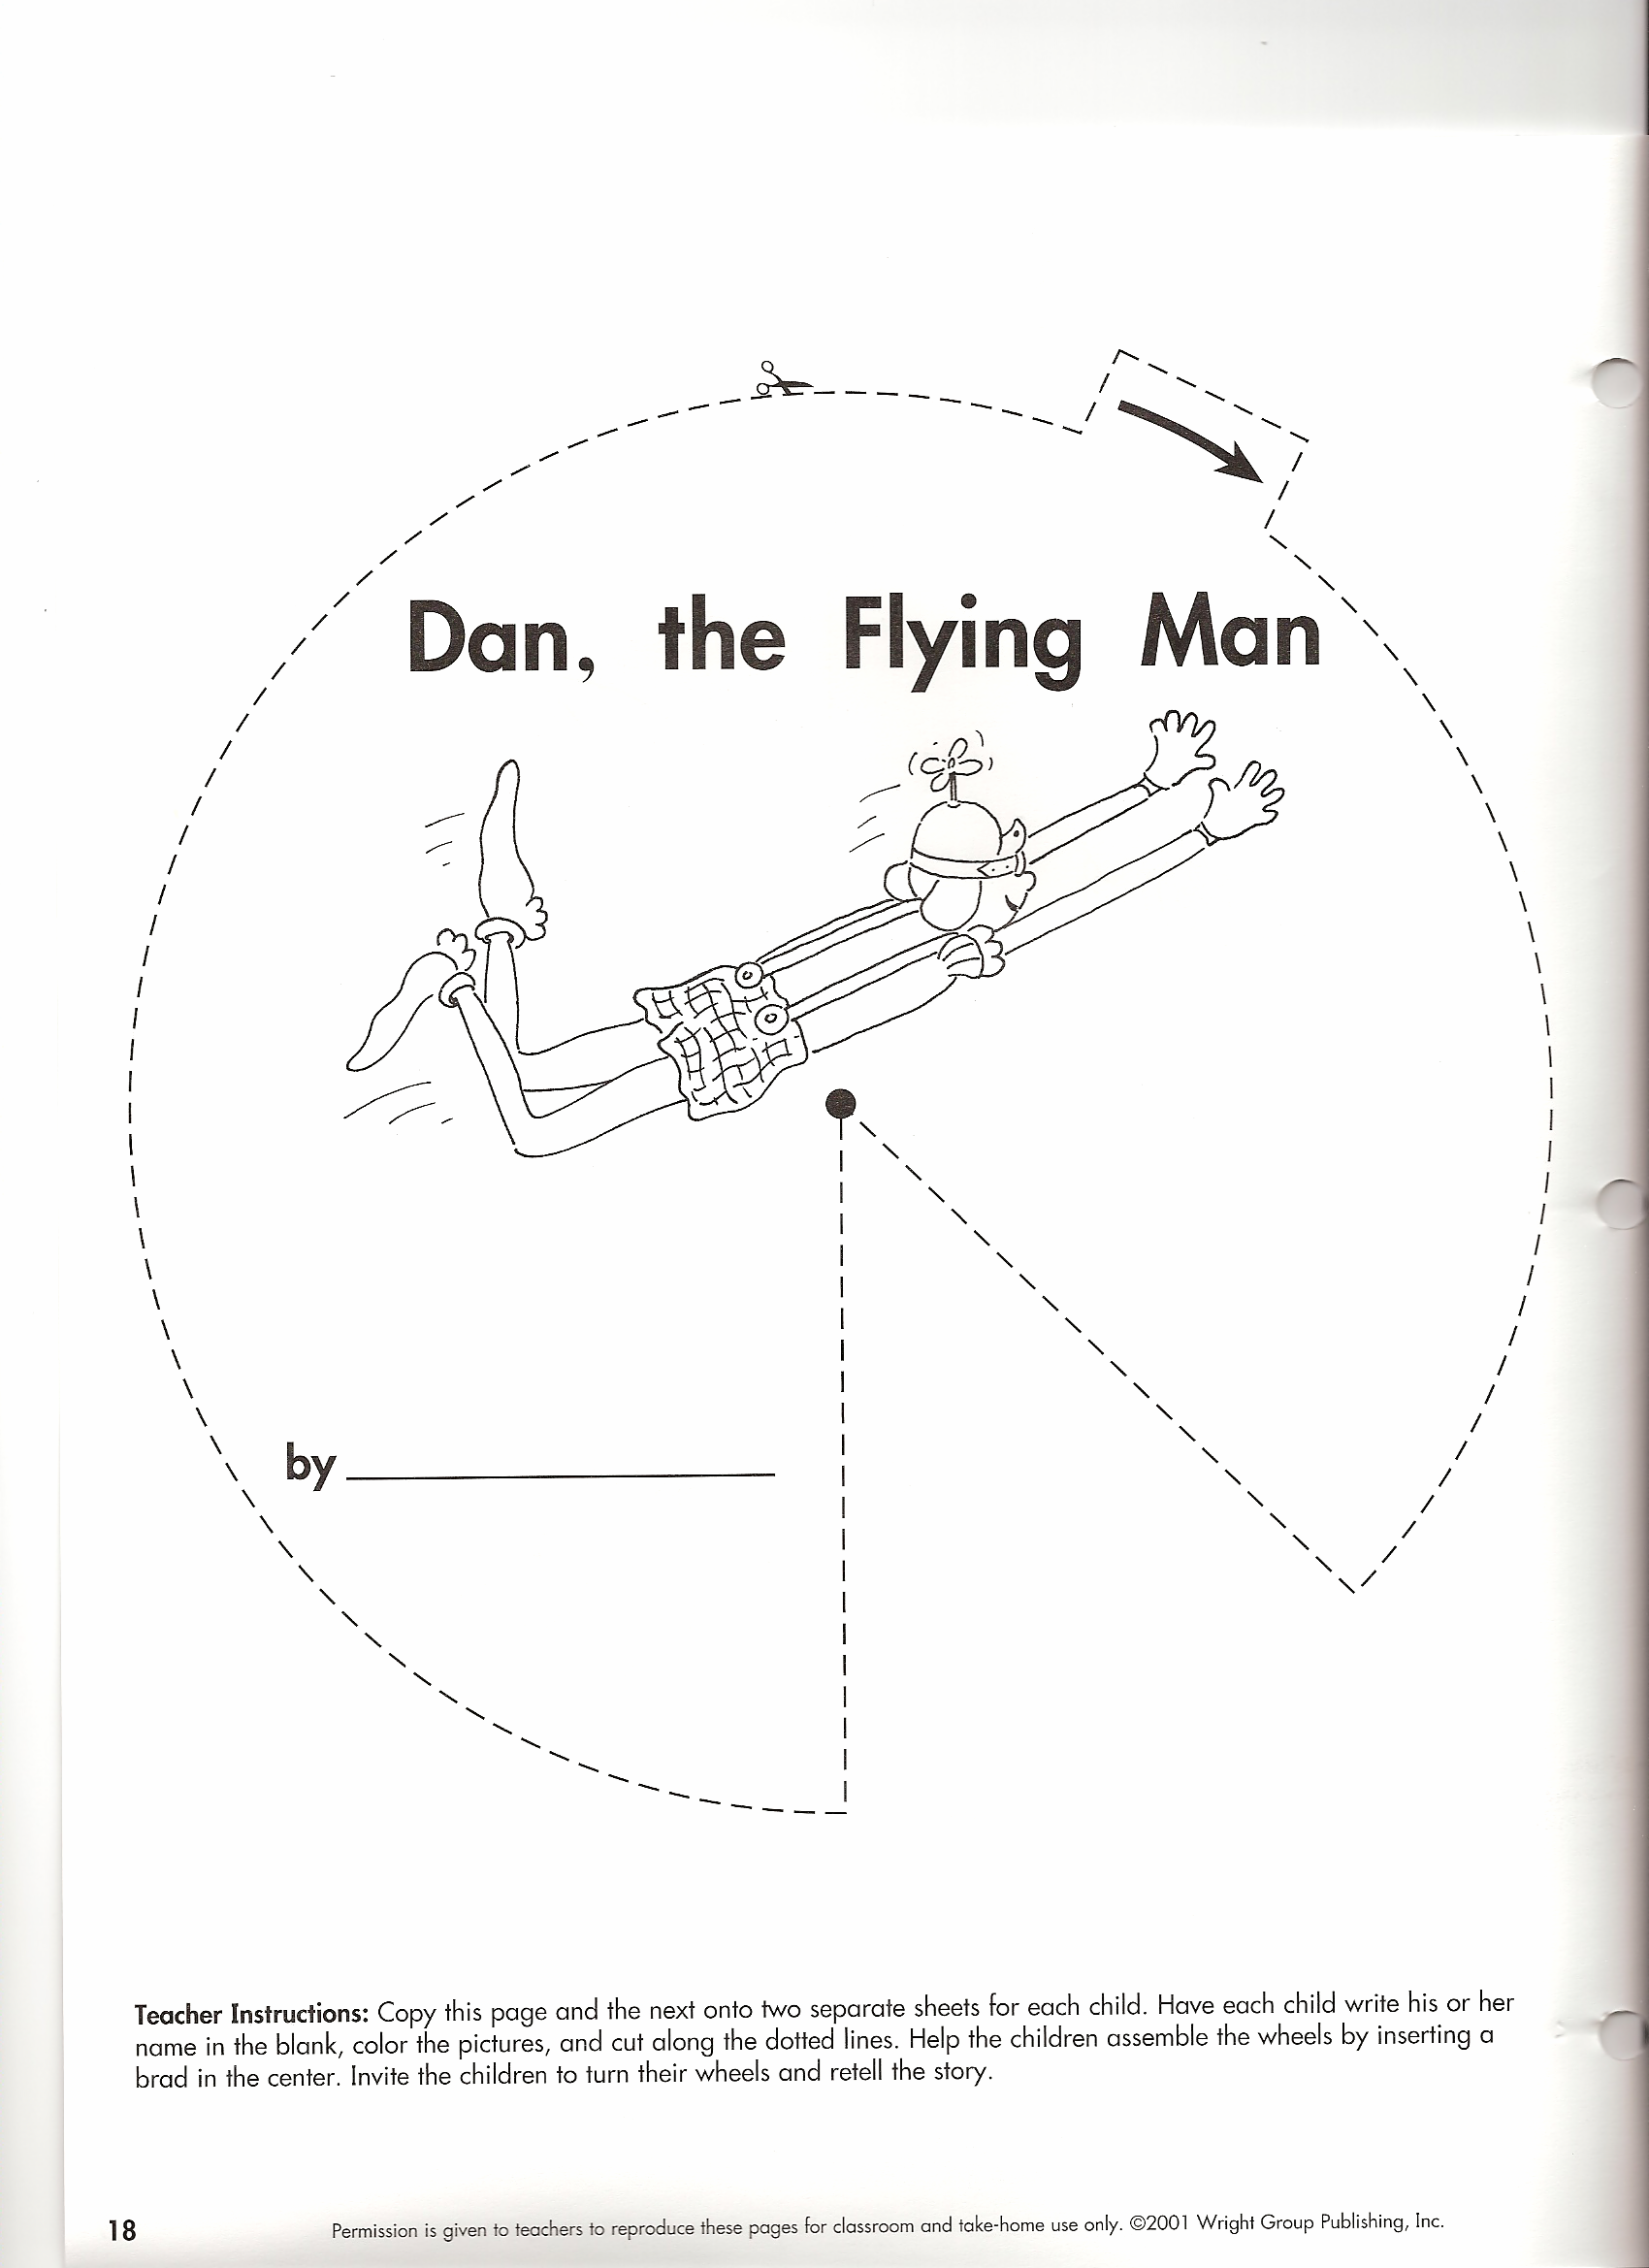 Dan, the Flying Man
by
Teacher Instructions: Copy this page and the next onto two separate sheets for each child. Have each child write his or her
name in the blank, color the pictures, and cut along the dotted lines. Help the children assemble the wheels by inserting a
brad in the center. Invite the children to turn their wheels and retell the story.
18
Permission is given to teachers to reproduce these pages for classroom and take-home use only. ©2001 Wright Group Publishing, Inc.